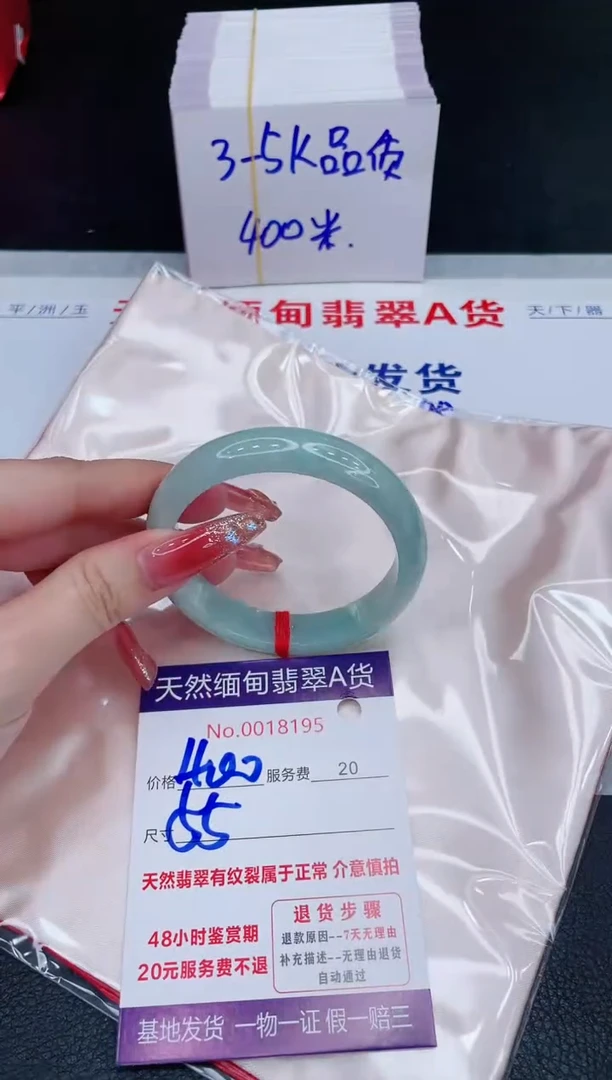 3-5K品质
400米.
平/洲/玉
缅甸翡翠A货
天/下/器
发货
天然缅甸翡翠A货
No.0018195
价格 服务费 20
尺寸 55
天然翡翠有纹裂属于正常 介意慎拍
48小时鉴赏期
20元服务费不退
退货步骤
退款原因--7天无理由
补充描述--无理由退货
自动通过
基地发货 一物一证 假一赔三